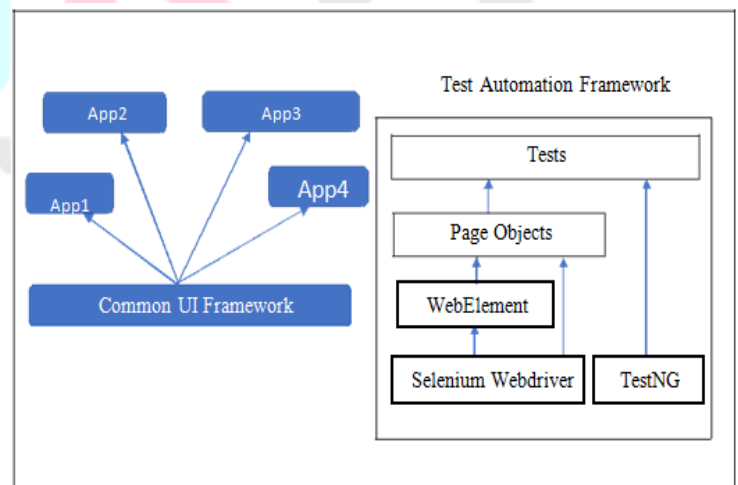 Test Automation Framework
App2
App3
Tests
App1
App4
Page Objects
Common UI Framework
WebElement
Selenium Webdriver
TestNG